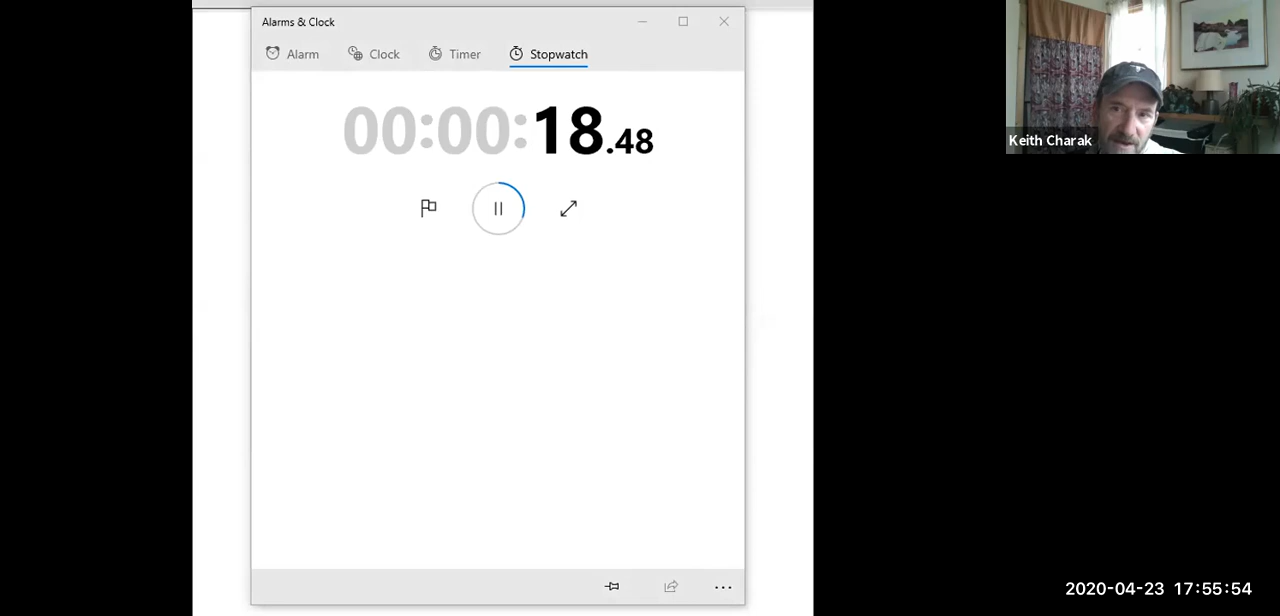 Alarms & Clock
Alarm Clock Timer Stopwatch
00:00:18.48
Keith Charak
2020-04-23 17:55:54